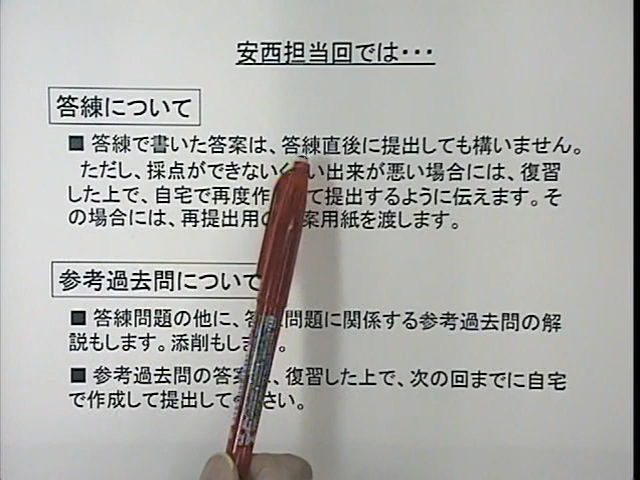 安西担当回では・・・
答練について
■ 答練で書いた答案は、答練直後に提出しても構いません。
ただし、採点ができない い出来が悪い場合には、復習
した上で、自宅で再度作 て提出するように伝えます。そ
の場合には、再提出用の 案用紙を渡します。
参考過去問について
■ 答練問題の他に、 問題に関係する参考過去問の解
説もします。添削もしま 。
■ 参考過去問の答案 、復習した上で、次の回までに自宅
で作成して提出して さい。